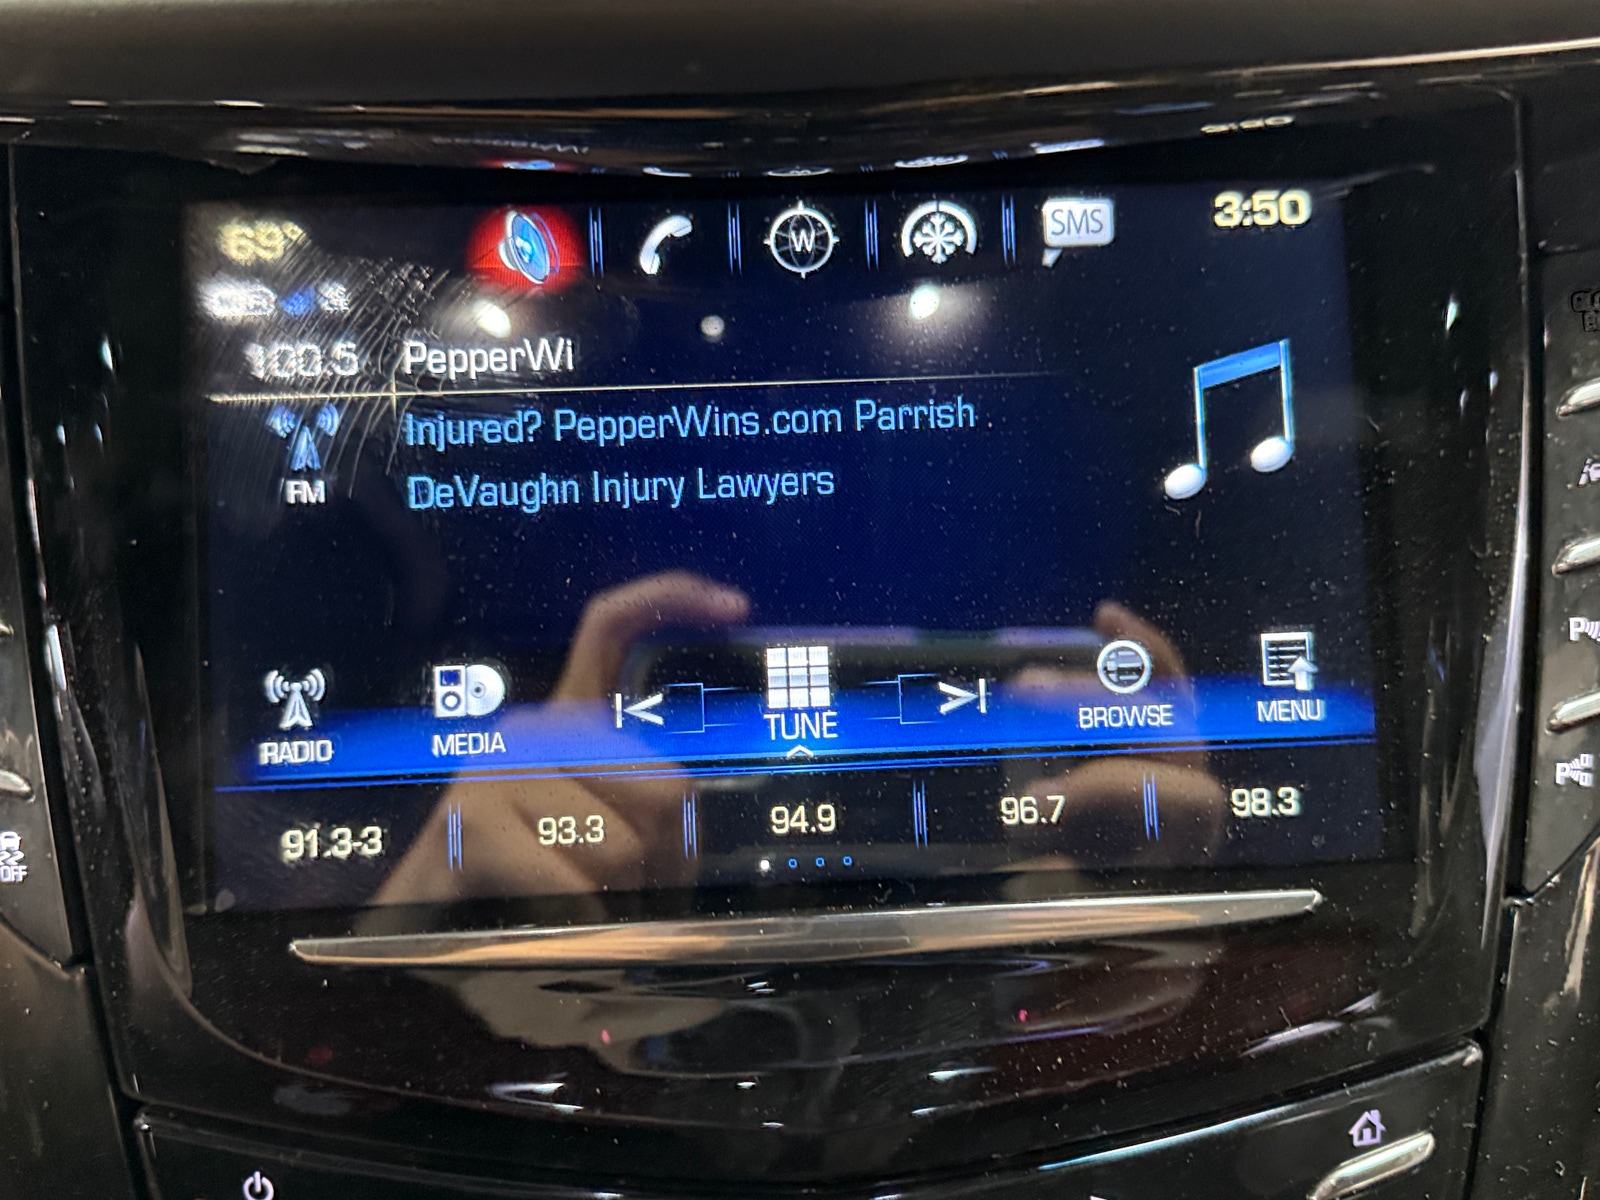 69°
SMS
3:50
100.5 PepperWi
Injured? PepperWins.com Parrish
DeVaughn Injury Lawyers
FM
RADIO MEDIA TUNE BROWSE MENU
91.3-3 93.3 94.9 96.7 98.3
OFF